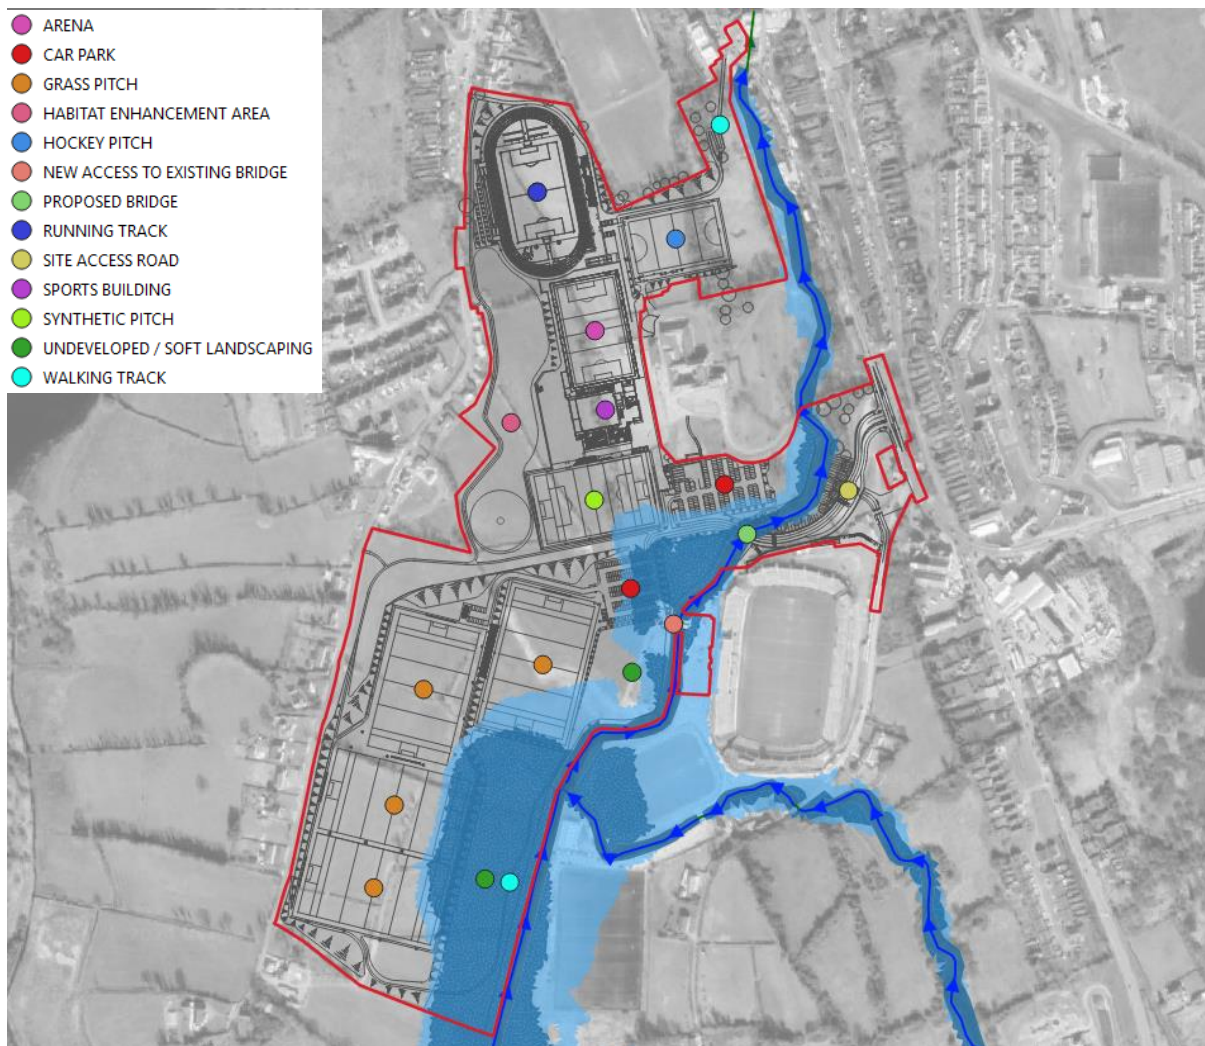 ARENA
CAR PARK
GRASS PITCH
HABITAT ENHANCEMENT AREA
HOCKEY PITCH
NEW ACCESS TO EXISTING BRIDGE
PROPOSED BRIDGE
RUNNING TRACK
SITE ACCESS ROAD
SPORTS BUILDING
SYNTHETIC PITCH
UNDEVELOPED / SOFT LANDSCAPING
WALKING TRACK